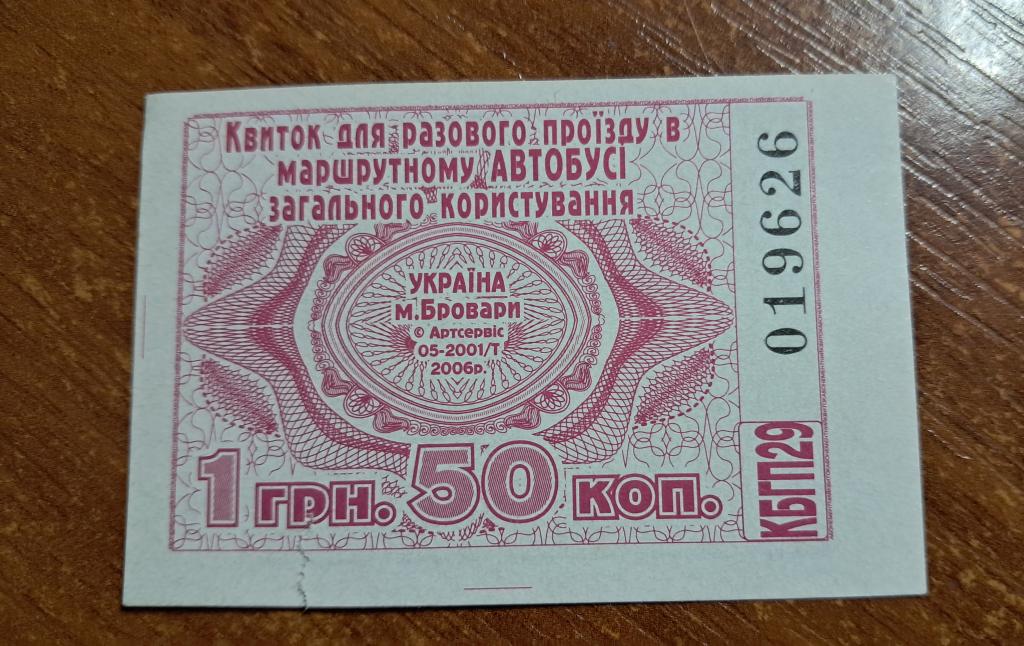 Квиток для разового проїзду в
маршрутному АВТОБУСІ
загального користування
УКРАЇНА
м.Бровари
© Артсервіс
05-2001/Т
2006р.
1 грн. 50 коп.
019626
КБГП29